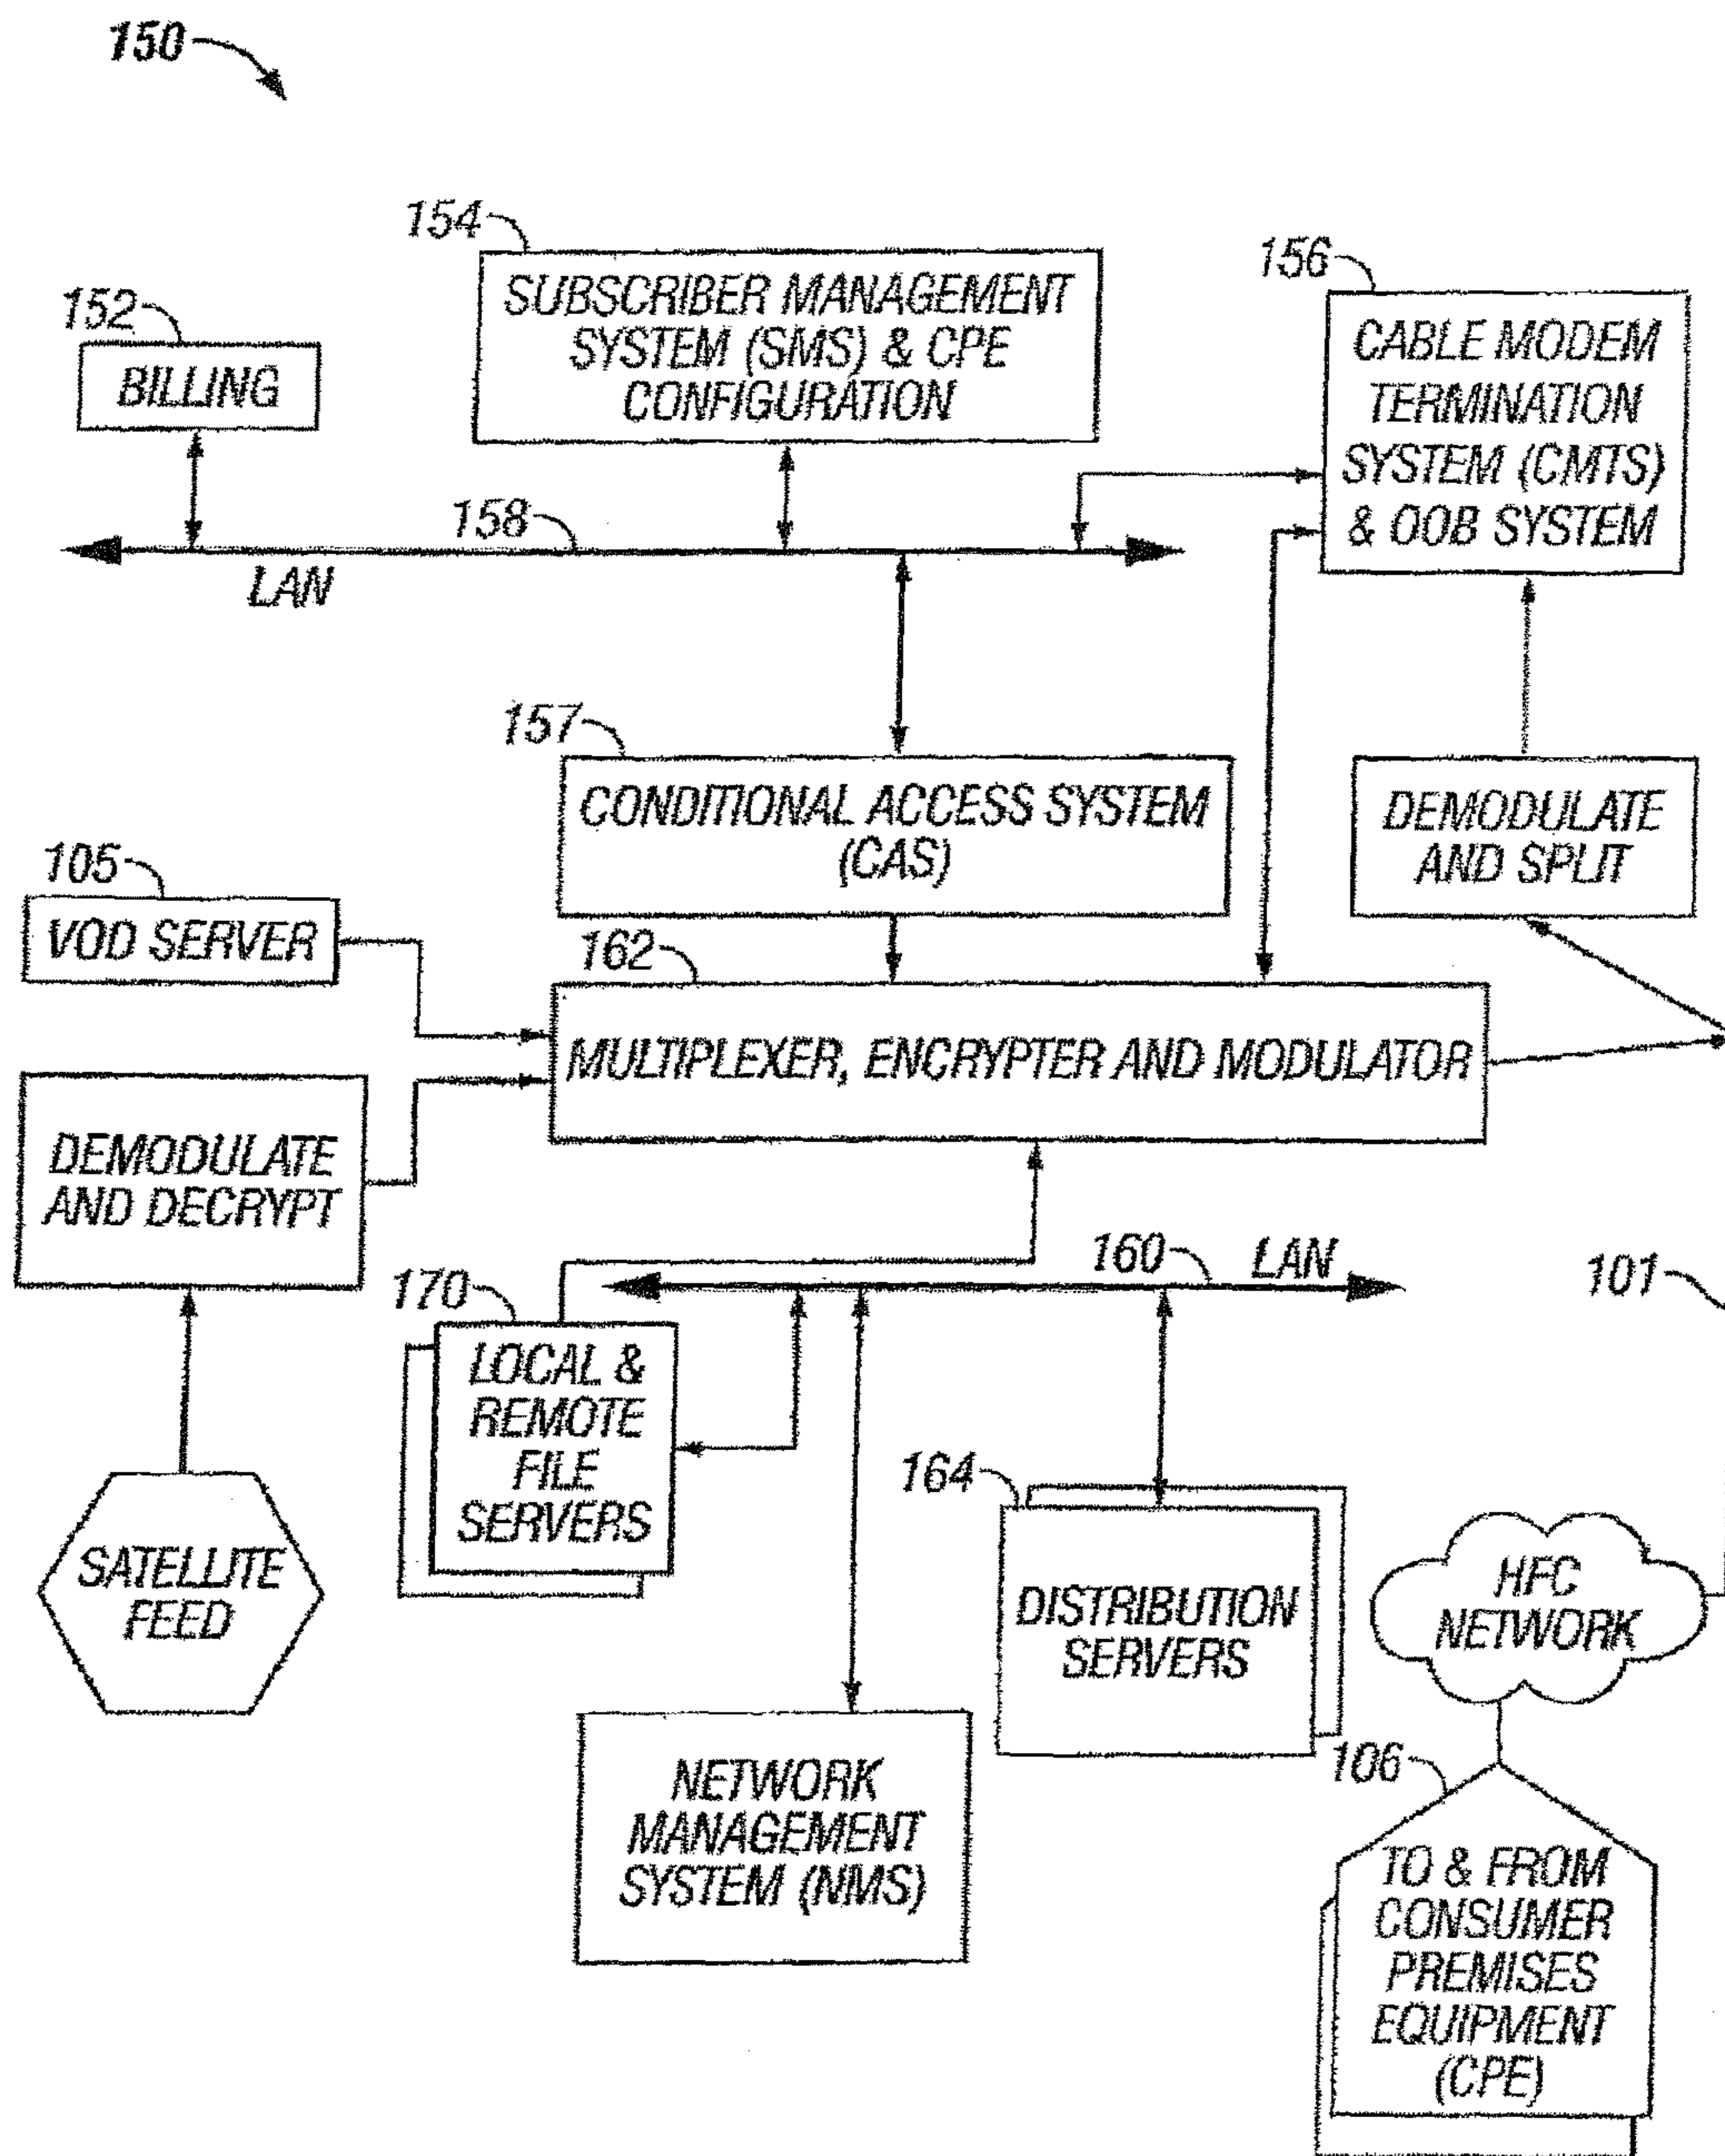 150
154
SUBSCRIBER MANAGEMENT
SYSTEM (SMS) & CPE
CONFIGURATION
156
CABLE MODEM
TERMINATION
SYSTEM (CMTS)
& OOB SYSTEM
152
BILLING
158
LAN
157
CONDITIONAL ACCESS SYSTEM
(CAS)
DEMODULATE
AND SPLIT
105
VOD SERVER
162
MULTIPLEXER, ENCRYPTER AND MODULATOR
DEMODULATE
AND DECRYPT
160
LAN
101
170
LOCAL &
REMOTE
FILE
SERVERS
164
DISTRIBUTION
SERVERS
SATELLITE
FEED
HFC
NETWORK
NETWORK
MANAGEMENT
SYSTEM (NMS)
106
TO & FROM
CONSUMER
PREMISES
EQUIPMENT
(CPE)